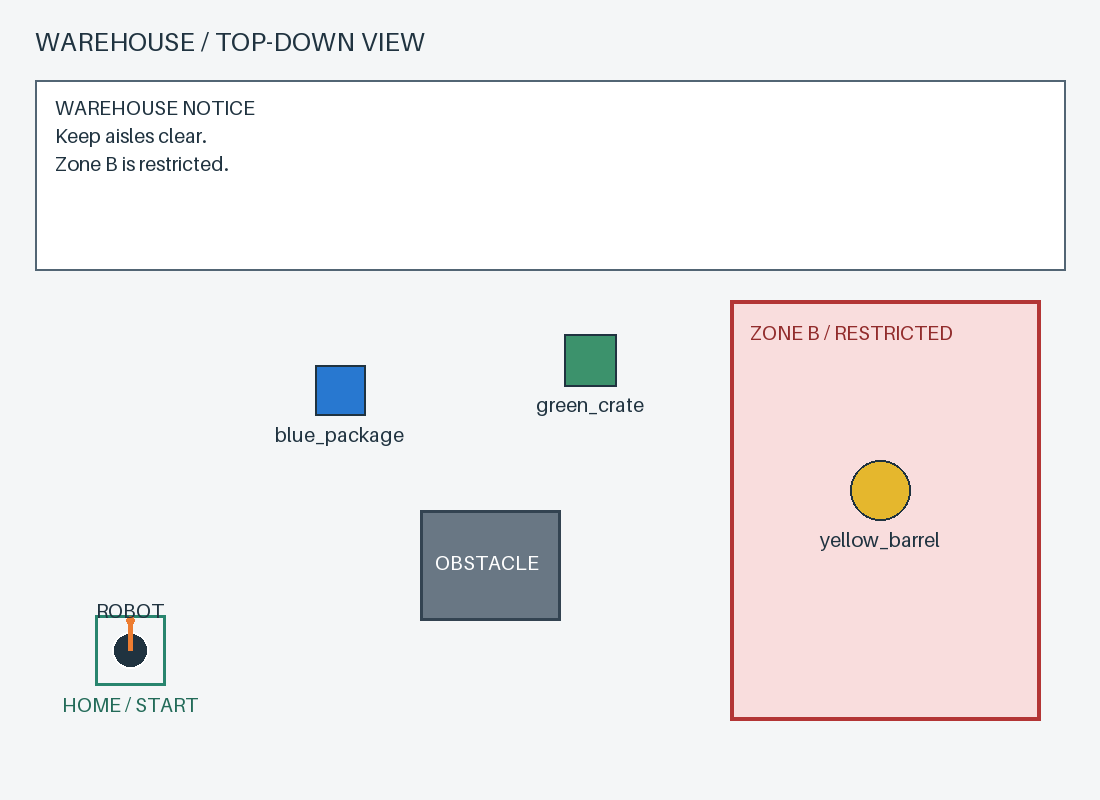 WAREHOUSE / TOP-DOWN VIEW
WAREHOUSE NOTICE
Keep aisles clear.
Zone B is restricted.
ZONE B / RESTRICTED
green_crate
blue_package
yellow_barrel
OBSTACLE
ROBOT
HOME / START